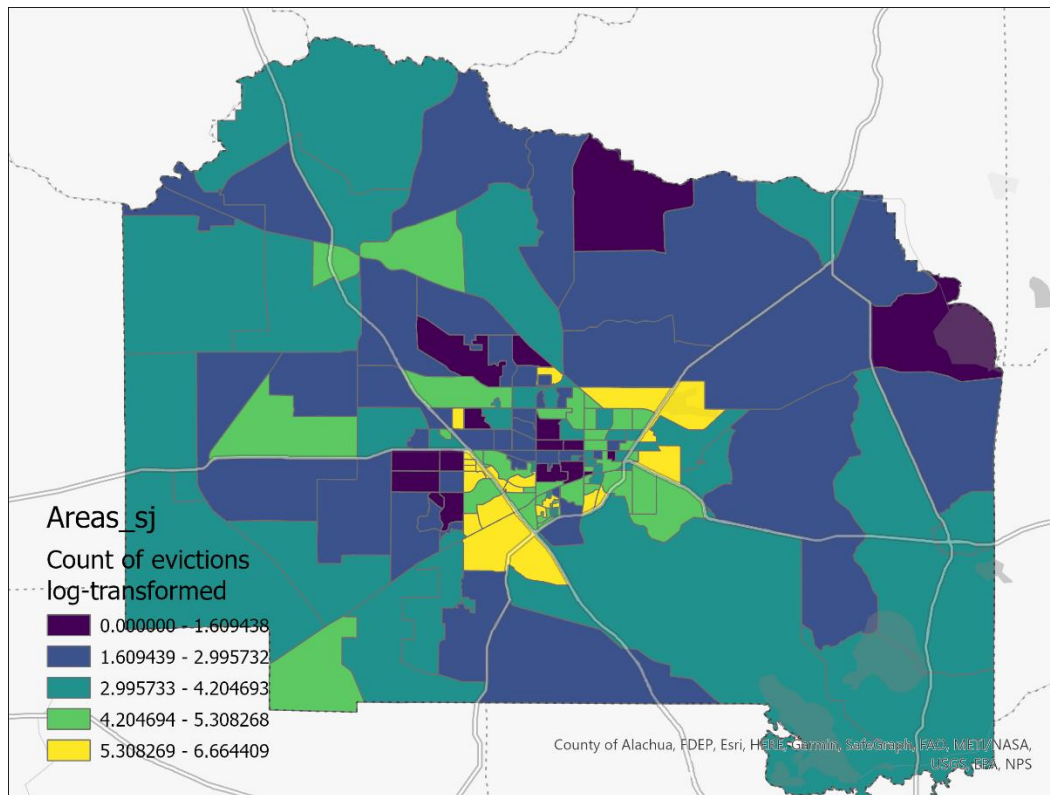 Areas_sj
Count of evictions
log-transformed
0.000000 - 1.609438
1.609439 - 2.995732
2.995733 - 4.204693
4.204694 - 5.308268
5.308269 - 6.664409
County of Alachua, FDEP, Esri, HERE, Garmin, SafeGraph, FAO, METI/NASA,
USGS, EPA, NPS